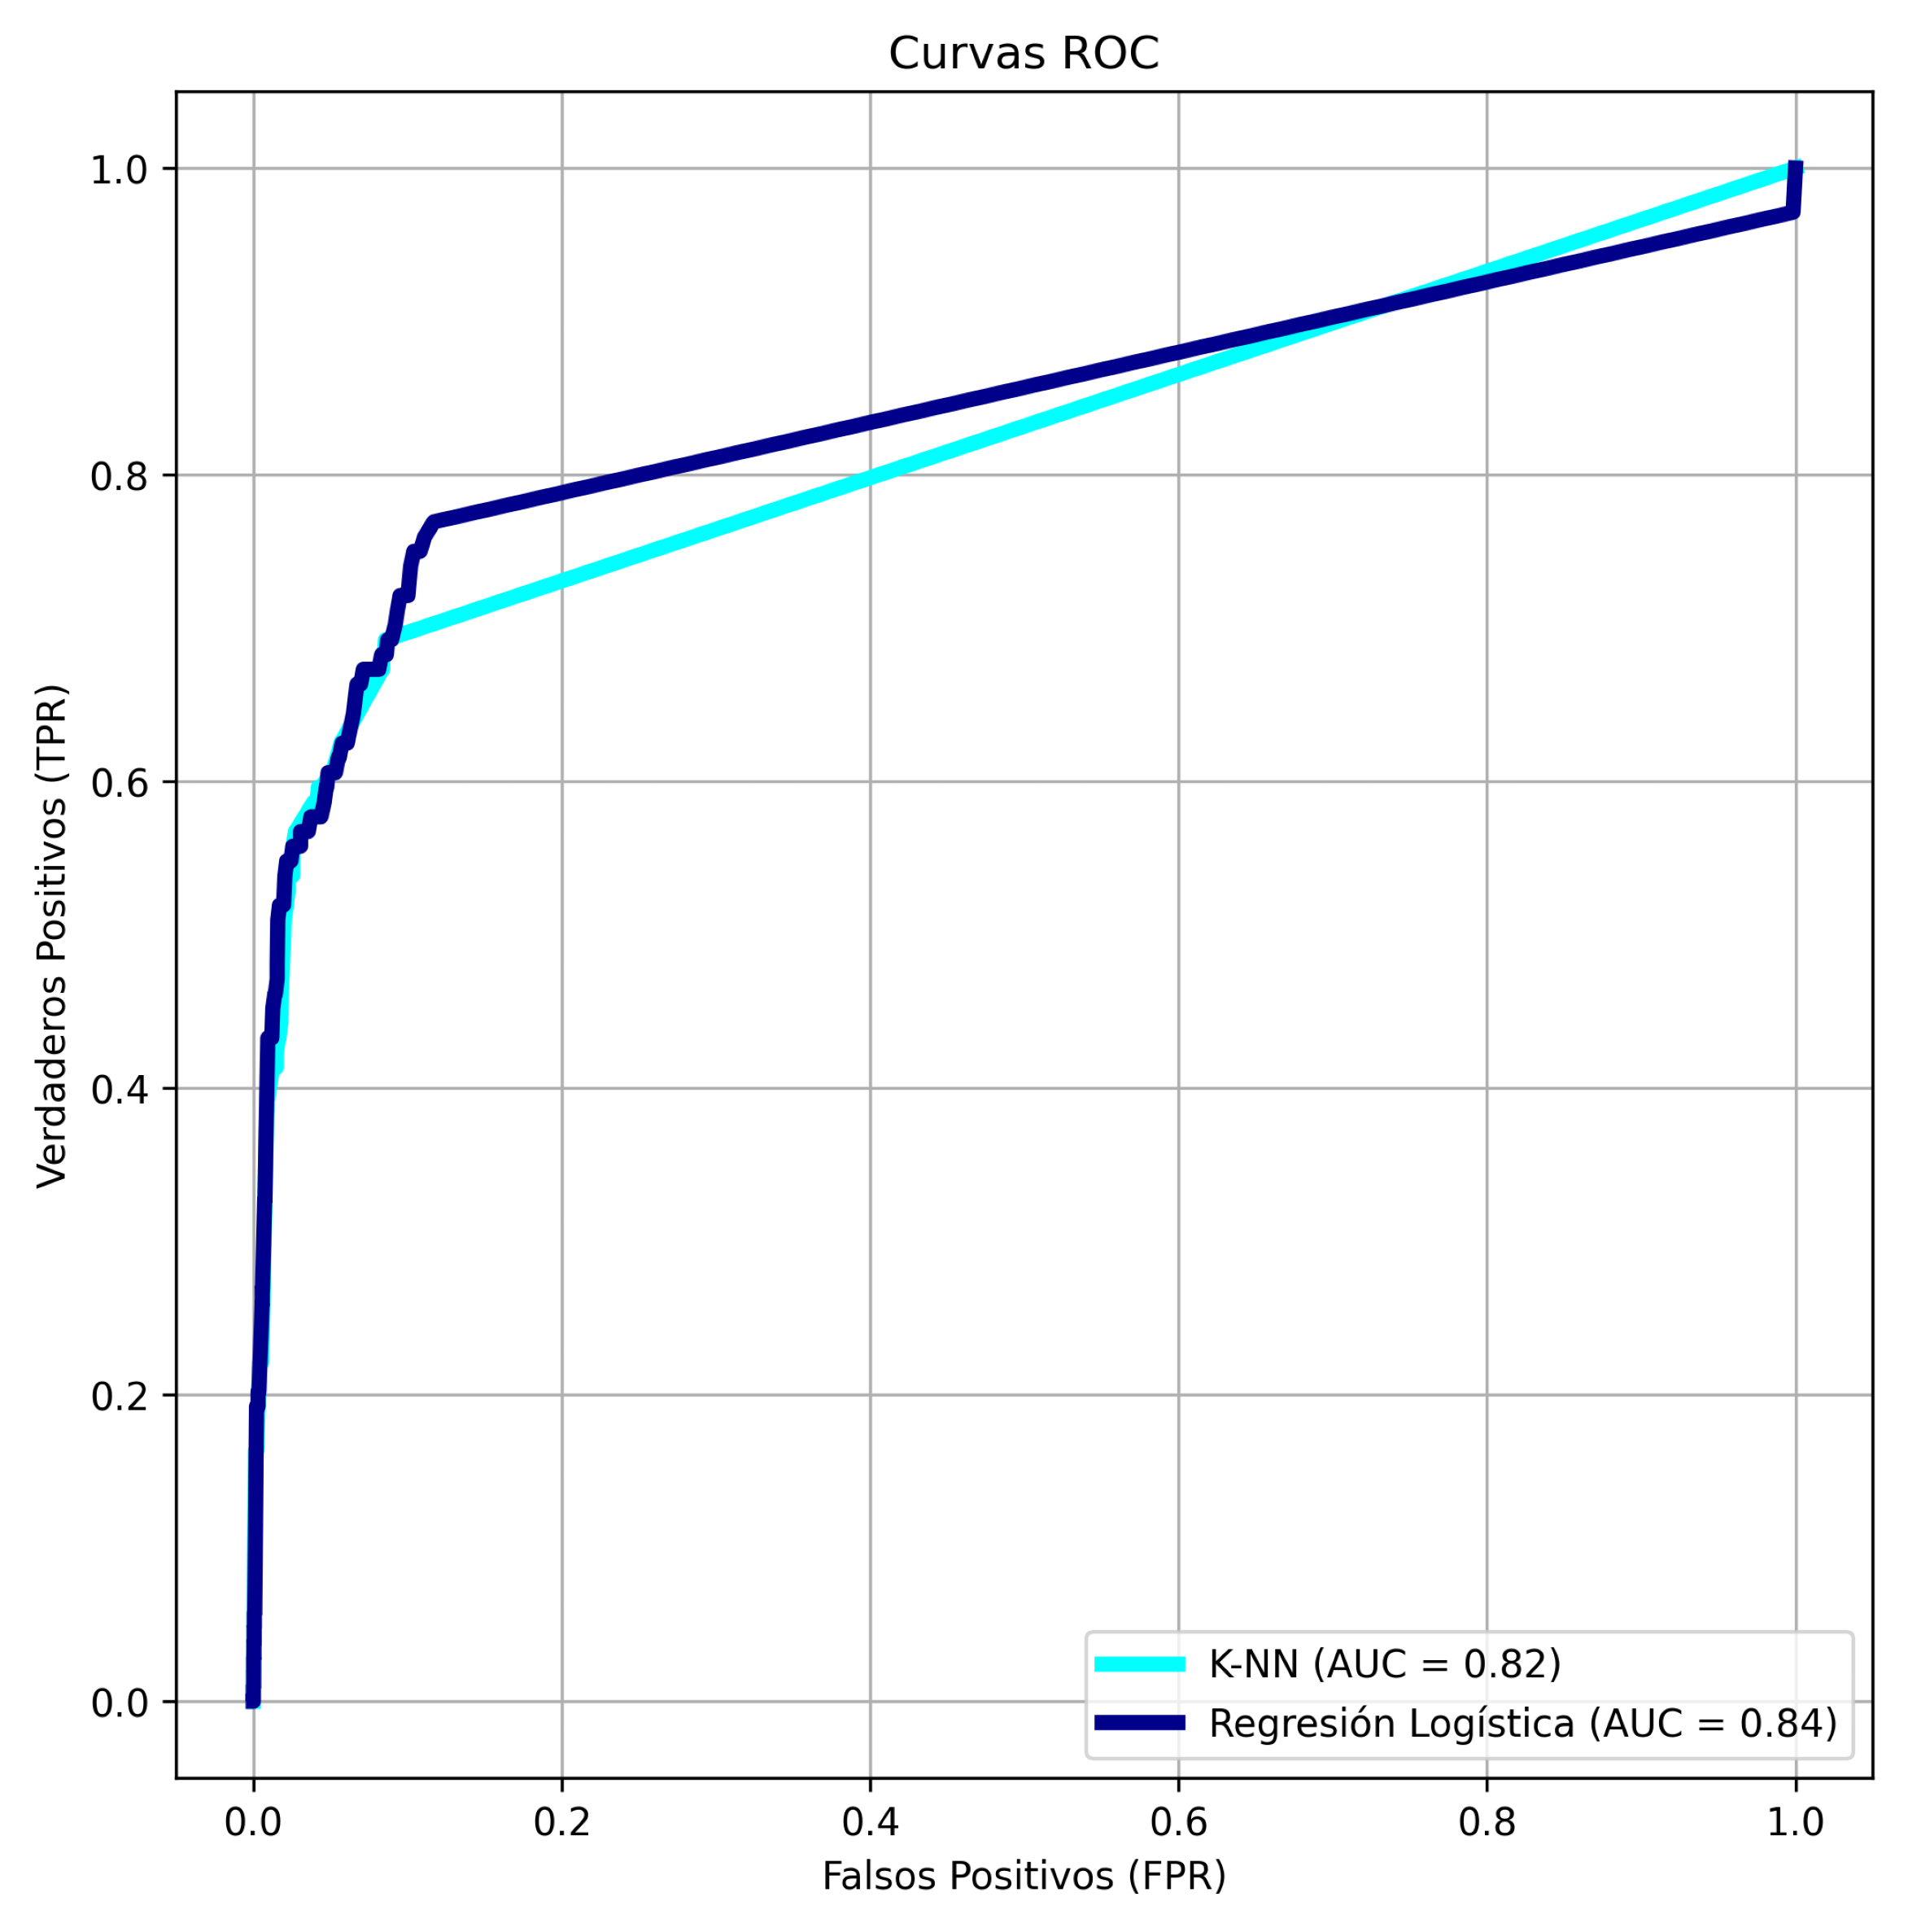 Curvas ROC
1.0
0.8
0.6
0.4
0.2
0.0
Verdaderos Positivos (TPR)
K-NN (AUC = 0.82)
Regresión Logística (AUC = 0.84)
0.0 0.2 0.4 0.6 0.8 1.0
Falsos Positivos (FPR)